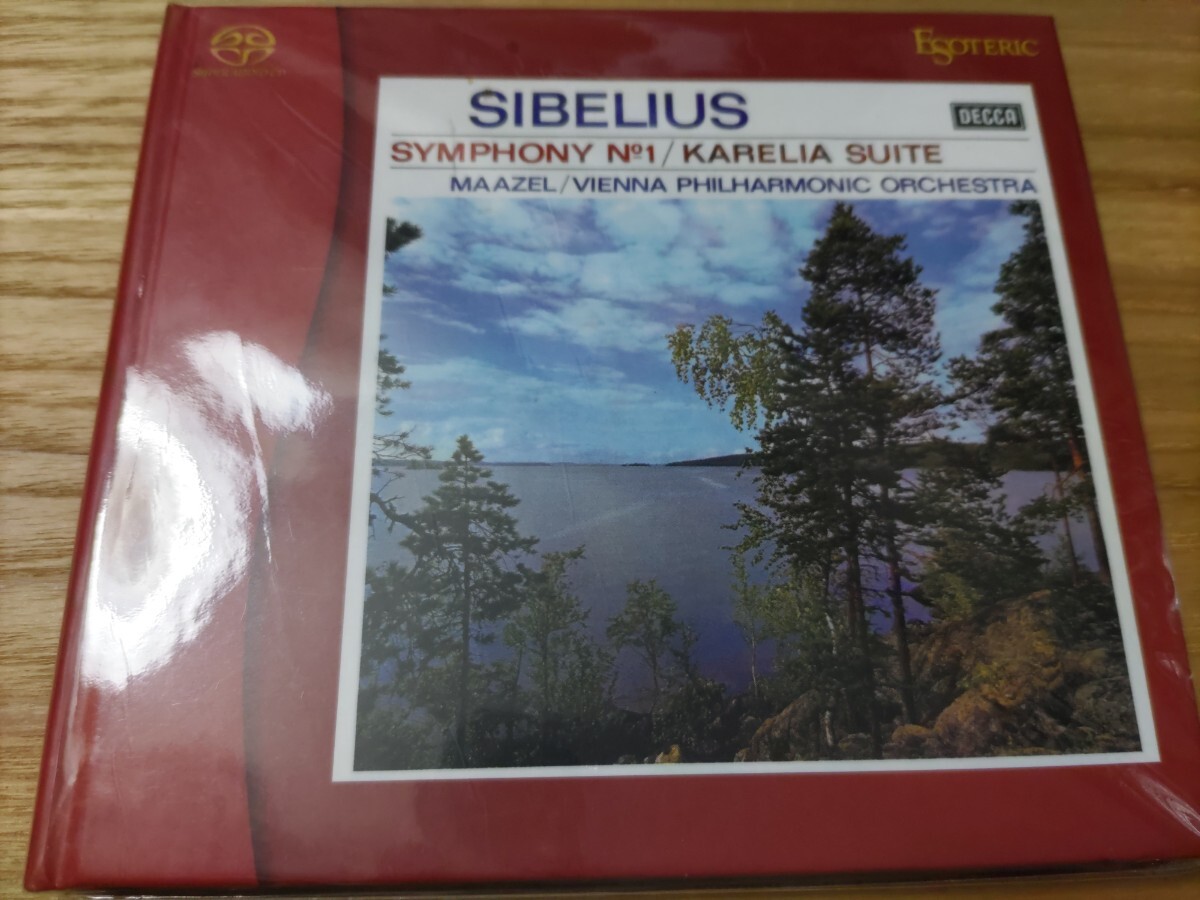 ESOTERIC
SIBELIUS
DECCA
SYMPHONY Nº1/KARELIA SUITE
MAAZEL/VIENNA PHILHARMONIC ORCHESTRA